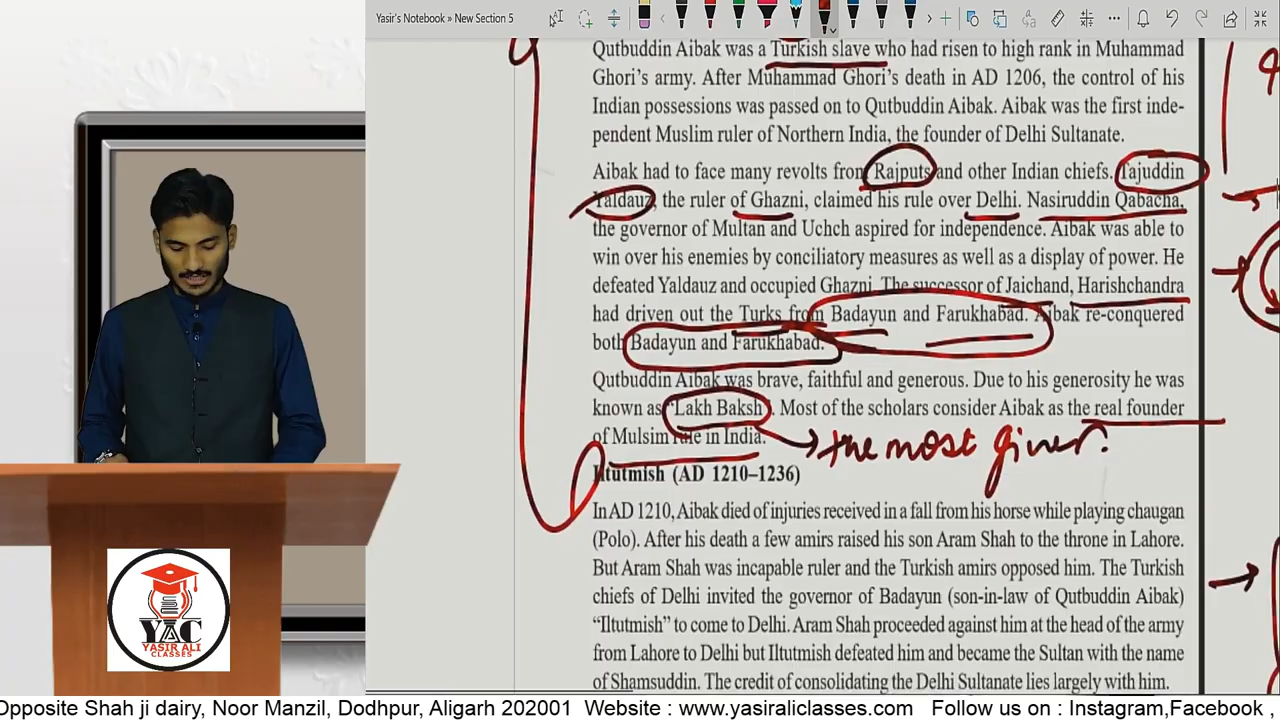 Yasir's Notebook » New Section 5
Qutbuddin Aibak was a Turkish slave who had risen to high rank in Muhammad
Ghori's army. After Muhammad Ghori's death in AD 1206, the control of his
Indian possessions was passed on to Qutbuddin Aibak. Aibak was the first inde-
pendent Muslim ruler of Northern India, the founder of Delhi Sultanate.
Aibak had to face many revolts from Rajputs and other Indian chiefs. Tajuddin
Yaldauz, the ruler of Ghazni, claimed his rule over Delhi. Nasiruddin Qabacha,
the governor of Multan and Uchch aspired for independence. Aibak was able to
win over his enemies by conciliatory measures as well as a display of power. He
defeated Yaldauz and occupied Ghazni. The successor of Jaichand, Harishchandra
had driven out the Turks from Badayun and Farukhabad. Aibak re-conquered
both Badayun and Farukhabad.
Qutbuddin Aibak was brave, faithful and generous. Due to his generosity he was
known as "Lakh Baksh". Most of the scholars consider Aibak as the real founder
of Mulsim rule in India.
the most giver.
Iltutmish (AD 1210–1236)
In AD 1210, Aibak died of injuries received in a fall from his horse while playing chaugan
(Polo). After his death a few amirs raised his son Aram Shah to the throne in Lahore.
But Aram Shah was incapable ruler and the Turkish amirs opposed him. The Turkish
chiefs of Delhi invited the governor of Badayun (son-in-law of Qutbuddin Aibak)
"Iltutmish" to come to Delhi. Aram Shah proceeded against him at the head of the army
from Lahore to Delhi but Iltutmish defeated him and became the Sultan with the name
of Shamsuddin. The credit of consolidating the Delhi Sultanate lies largely with him.
YAC
YASIR ALI
CLASSES
Opposite Shah ji dairy, Noor Manzil, Dodhpur, Aligarh 202001 Website : www.yasiraliclasses.com Follow us on : Instagram,Facebook ,